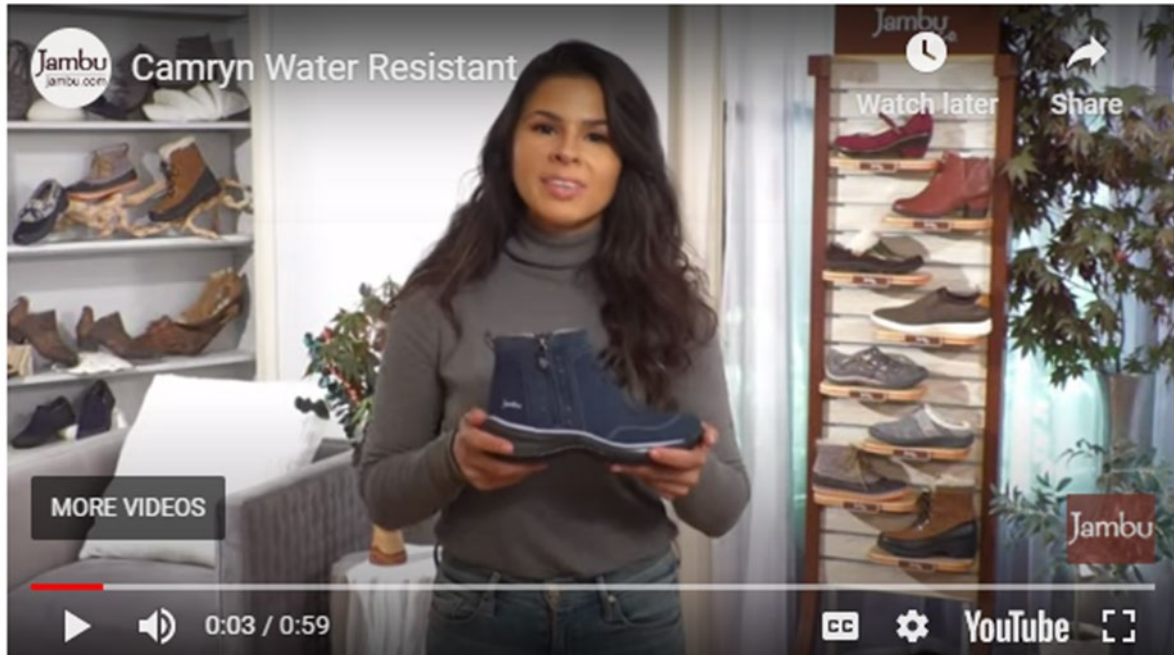 Jambu
jambu.com
Camryn Water Resistant
Jambu
Watch later
Share
Jambu
MORE VIDEOS
Jambu
0:03 / 0:59
CC
YouTube